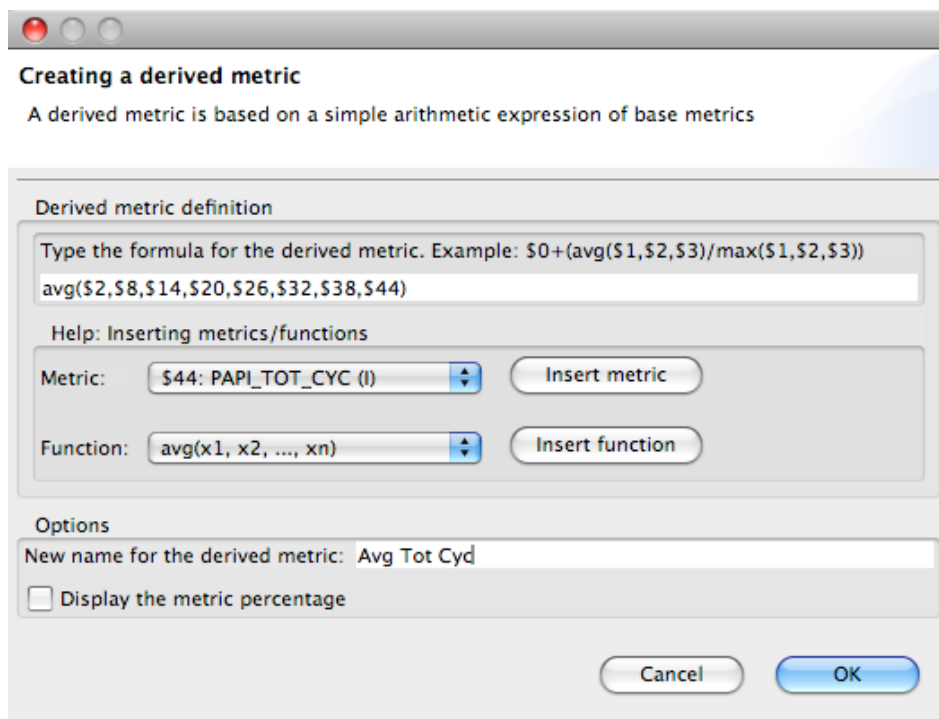 Creating a derived metric
A derived metric is based on a simple arithmetic expression of base metrics
Derived metric definition
Type the formula for the derived metric. Example: $0+(avg($1,$2,$3)/max($1,$2,$3))
avg($2,$8,$14,$20,$26,$32,$38,$44)
Help: Inserting metrics/functions
Metric: $44: PAPI_TOT_CYC (I) Insert metric
Function: avg(x1, x2, ..., xn) Insert function
Options
New name for the derived metric: Avg Tot Cyc
Display the metric percentage
Cancel OK